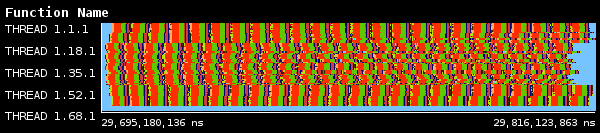 Function Name
THREAD 1.1.1
THREAD 1.18.1
THREAD 1.35.1
THREAD 1.52.1
THREAD 1.68.1
29,695,180,136 ns
29,816,123,863 ns